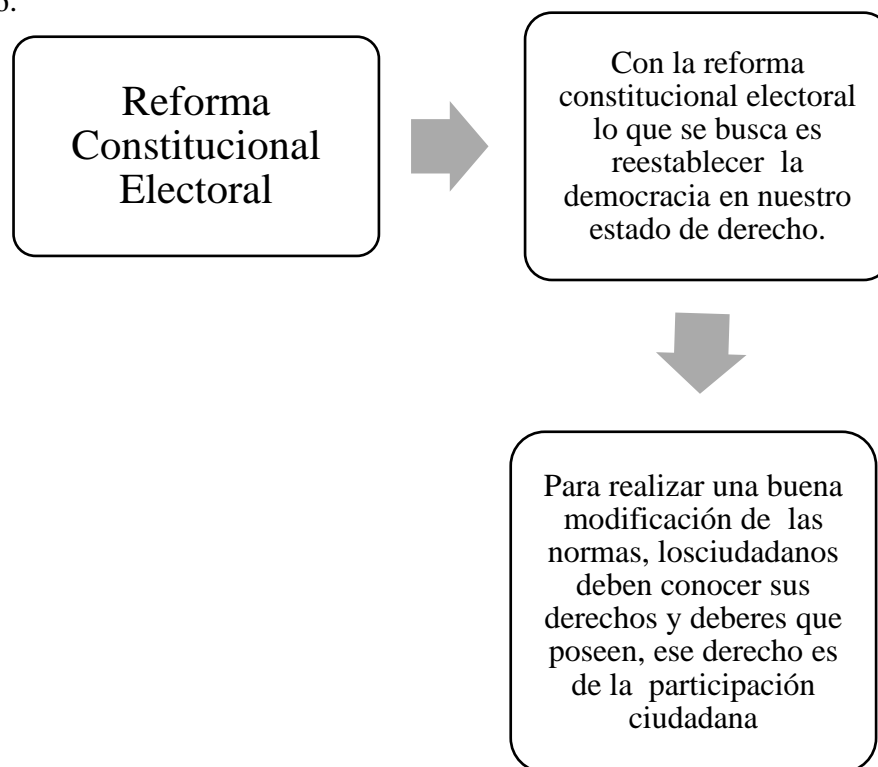 Reforma
Constitucional
Electoral
Con la reforma
constitucional electoral
lo que se busca es
reestablecer la
democracia en nuestro
estado de derecho.
Para realizar una buena
modificación de las
normas, losciudadanos
deben conocer sus
derechos y deberes que
poseen, ese derecho es
de la participación
ciudadana